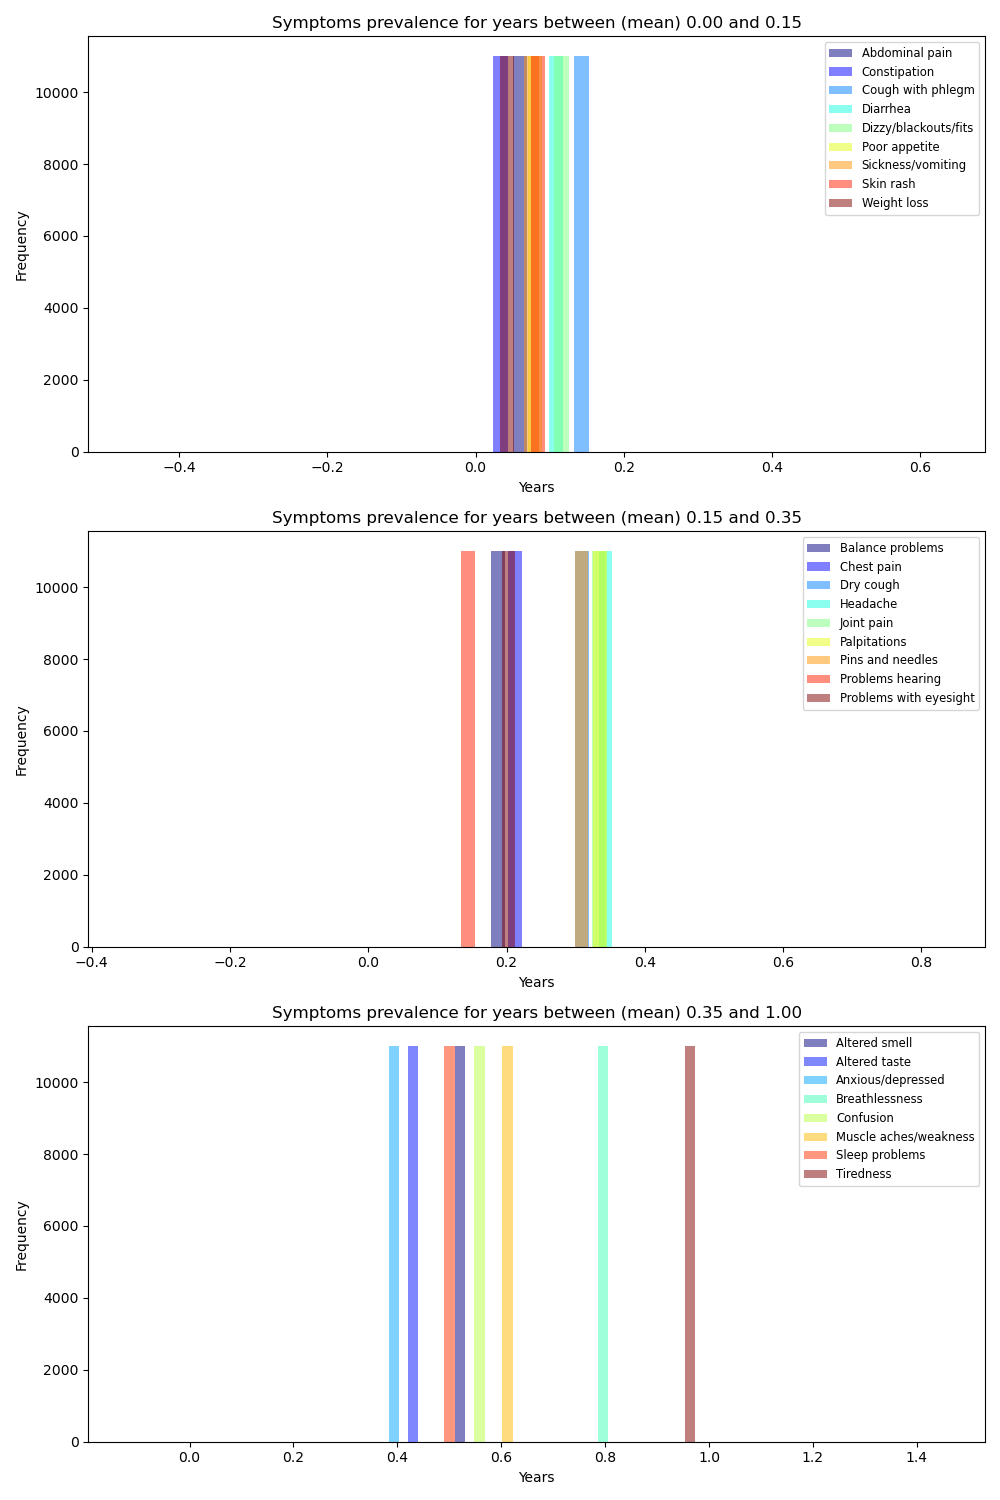 Symptoms prevalence for years between (mean) 0.00 and 0.15
Abdominal pain
Constipation
Cough with phlegm
Diarrhea
Dizzy/blackouts/fits
Poor appetite
Sickness/vomiting
Skin rash
Weight loss
10000
8000
6000
4000
2000
0
Frequency
−0.4 −0.2 0.0 0.2 0.4 0.6
Years
Symptoms prevalence for years between (mean) 0.15 and 0.35
Balance problems
Chest pain
Dry cough
Headache
Joint pain
Palpitations
Pins and needles
Problems hearing
Problems with eyesight
10000
8000
6000
4000
2000
0
Frequency
−0.4 −0.2 0.0 0.2 0.4 0.6 0.8
Years
Symptoms prevalence for years between (mean) 0.35 and 1.00
Altered smell
Altered taste
Anxious/depressed
Breathlessness
Confusion
Muscle aches/weakness
Sleep problems
Tiredness
10000
8000
6000
4000
2000
0
Frequency
0.0 0.2 0.4 0.6 0.8 1.0 1.2 1.4
Years